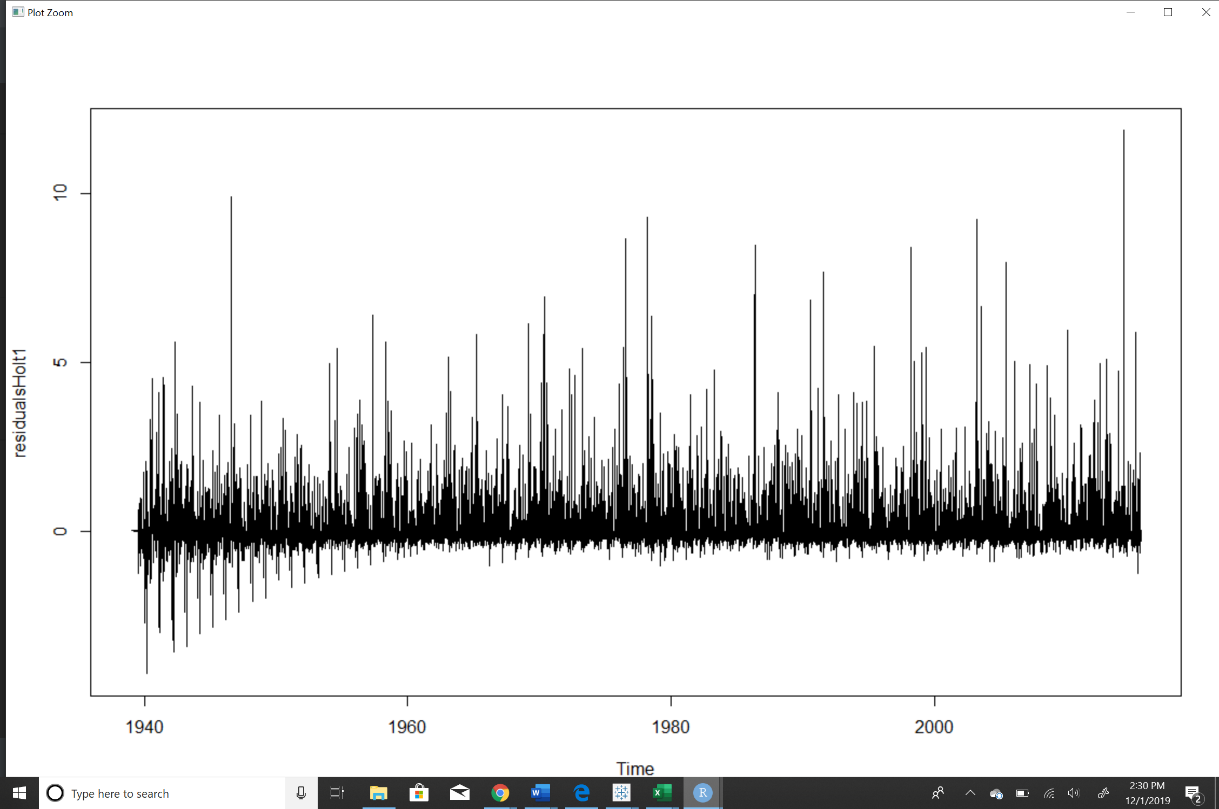 Plot Zoom
residualsHolt1
10
5
0
1940 1960 1980 2000
Time
Type here to search
2:30 PM
12/1/2019
2